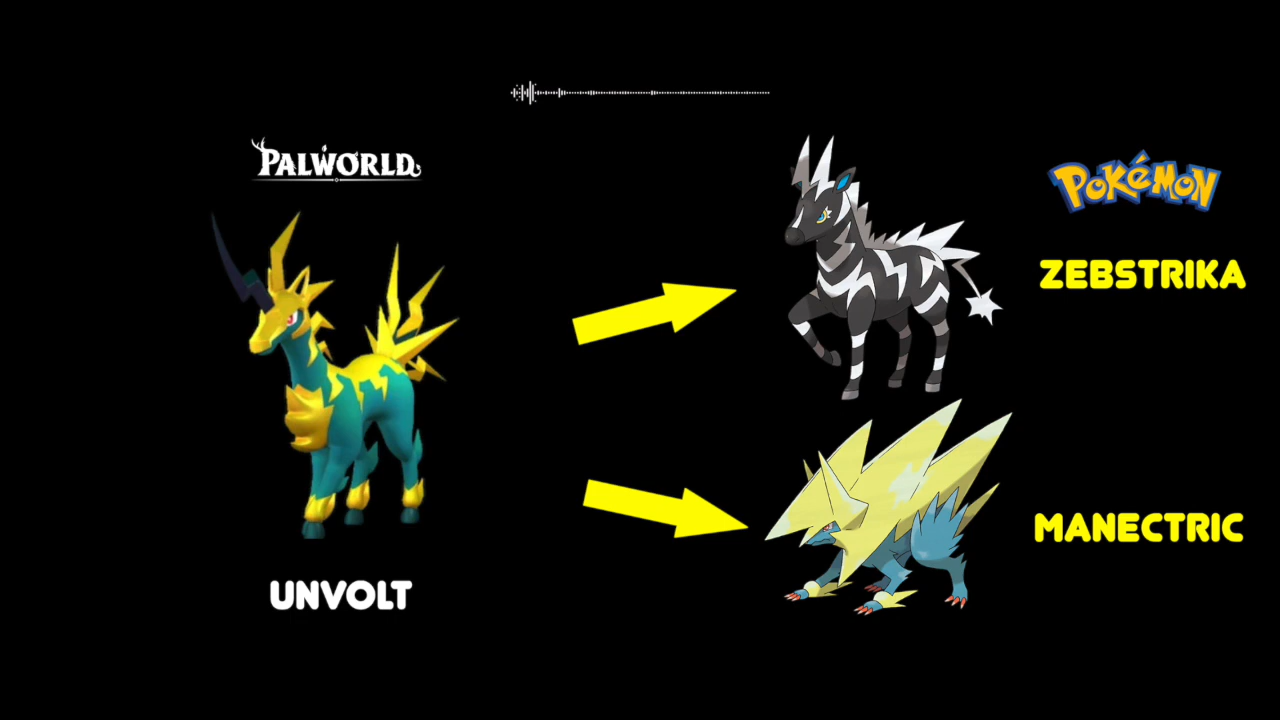 PALWORLD
UNVOLT
POKéMON
ZEBSTRIKA
MANECTRIC